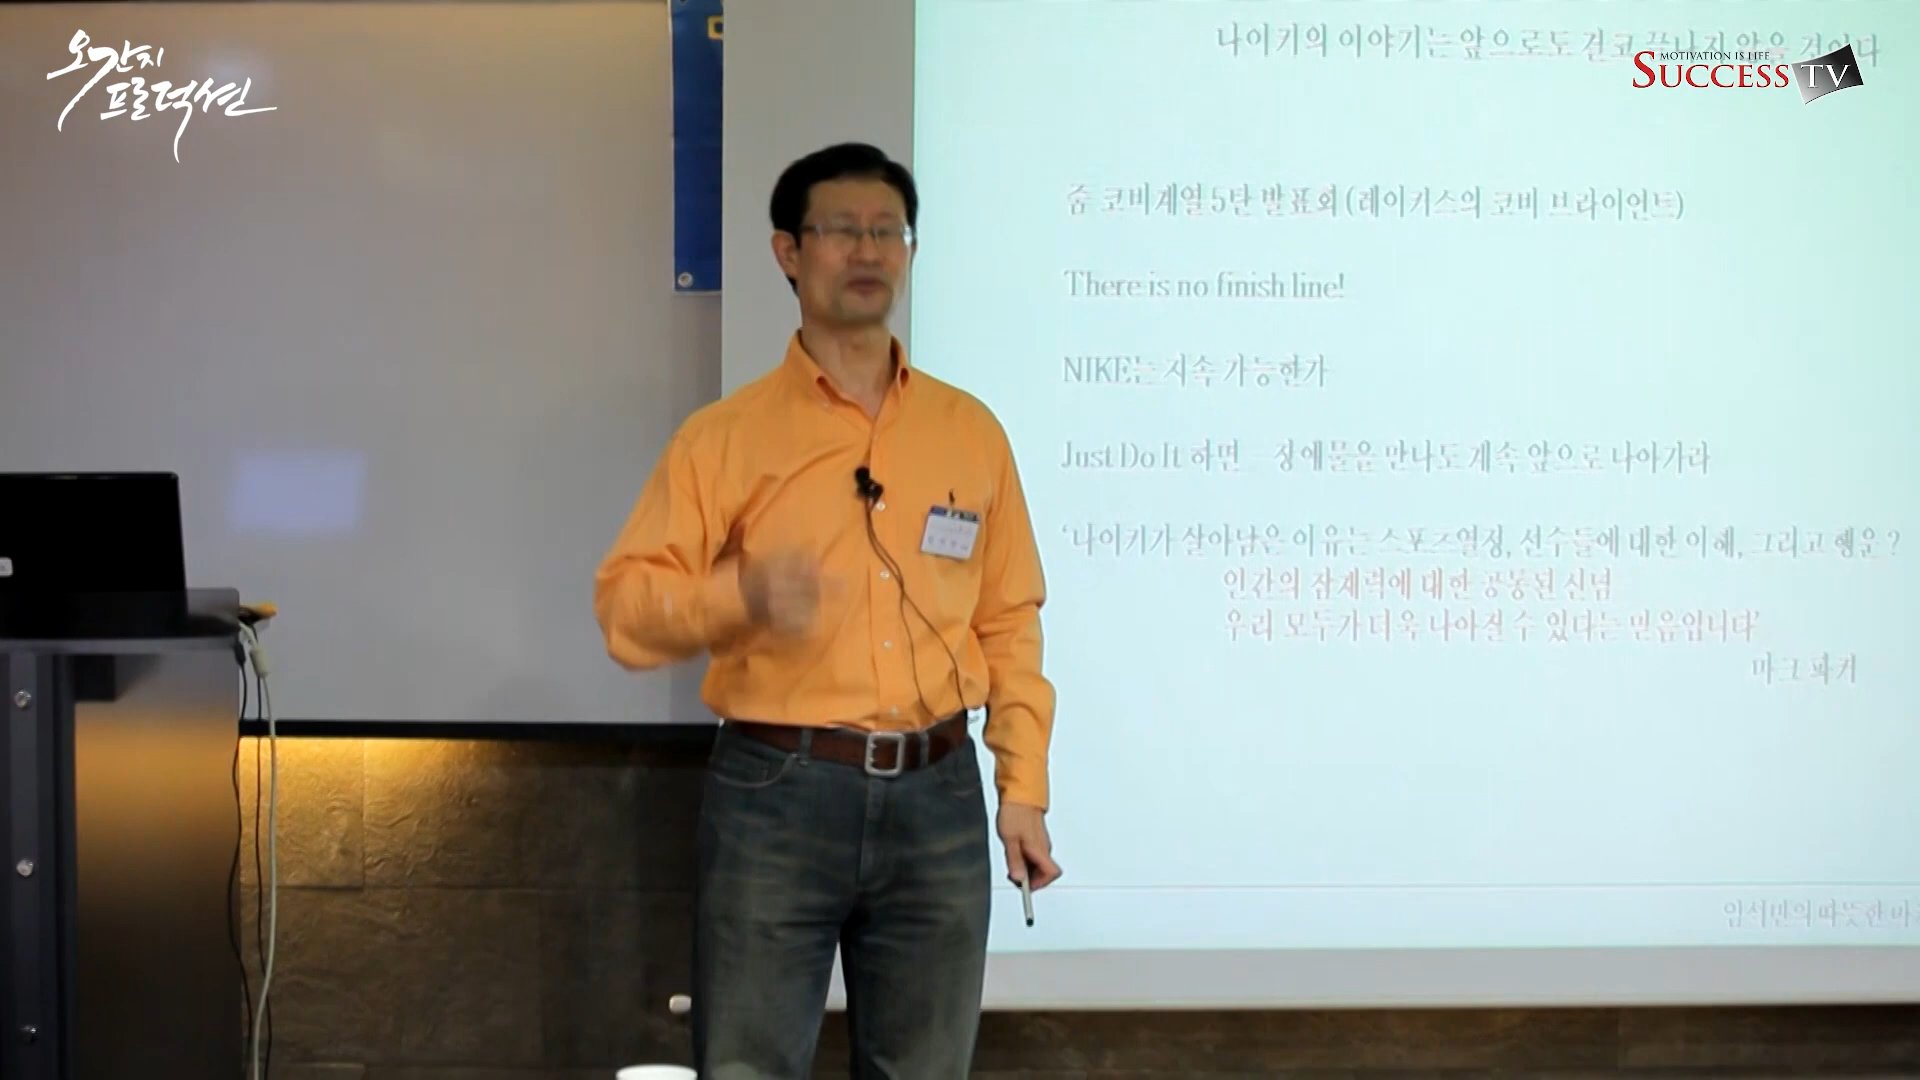 오간지
프로덕션
MOTIVATION IS LIFE
SUCCESS TV
나이키의 이야기는 앞으로도 결코 끝나지 않을 것이다
줌 코비계열 5탄 발표회 (레이커스의 코비 브라이언트)
There is no finish line!
NIKE는 지속 가능한가
Just Do It 하면 장애물을 만나도 계속 앞으로 나아가라
‘나이키가 살아남은 이유는 스포츠열정, 선수들에 대한 이해, 그리고 행운 ?
인간의 잠재력에 대한 공통된 신념
우리 모두가 더욱 나아질 수 있다는 믿음입니다’
마크 파커
따뜻한